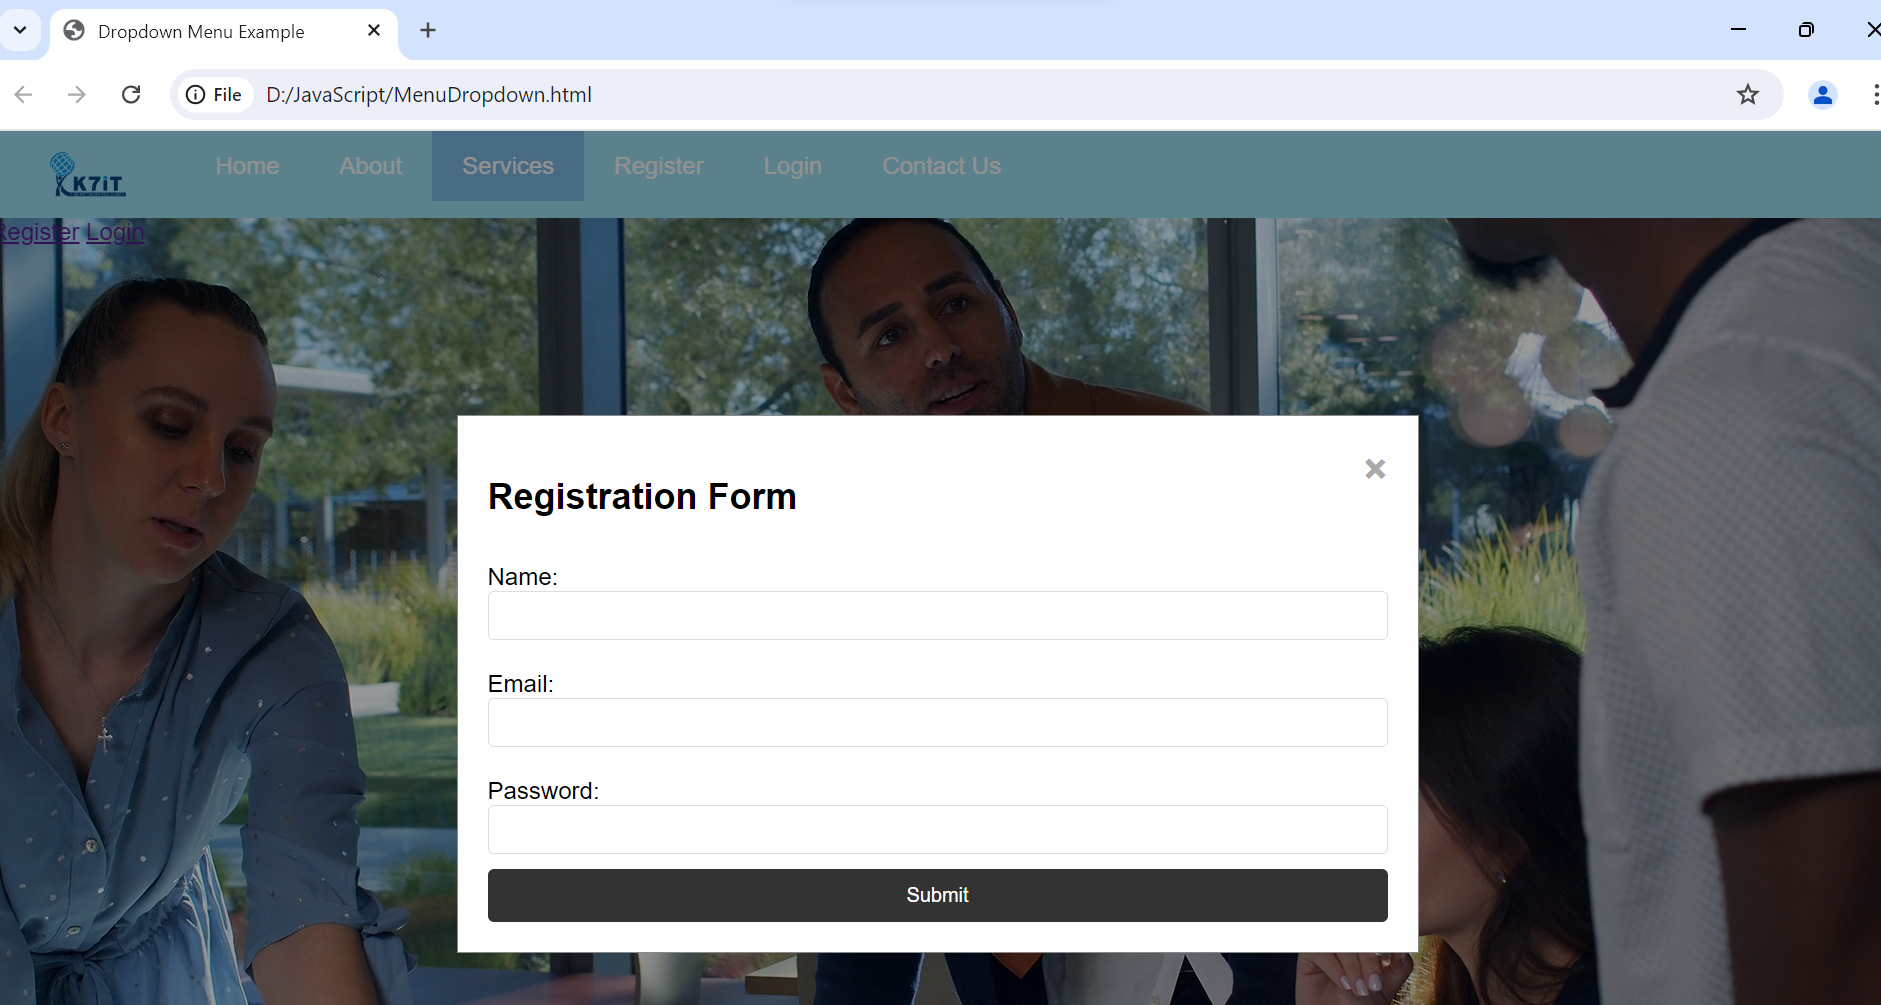 Dropdown Menu Example
File D:/JavaScript/MenuDropdown.html
K7iT
Home About Services Register Login Contact Us
Register Login
Registration Form
Name:
Email:
Password:
Submit